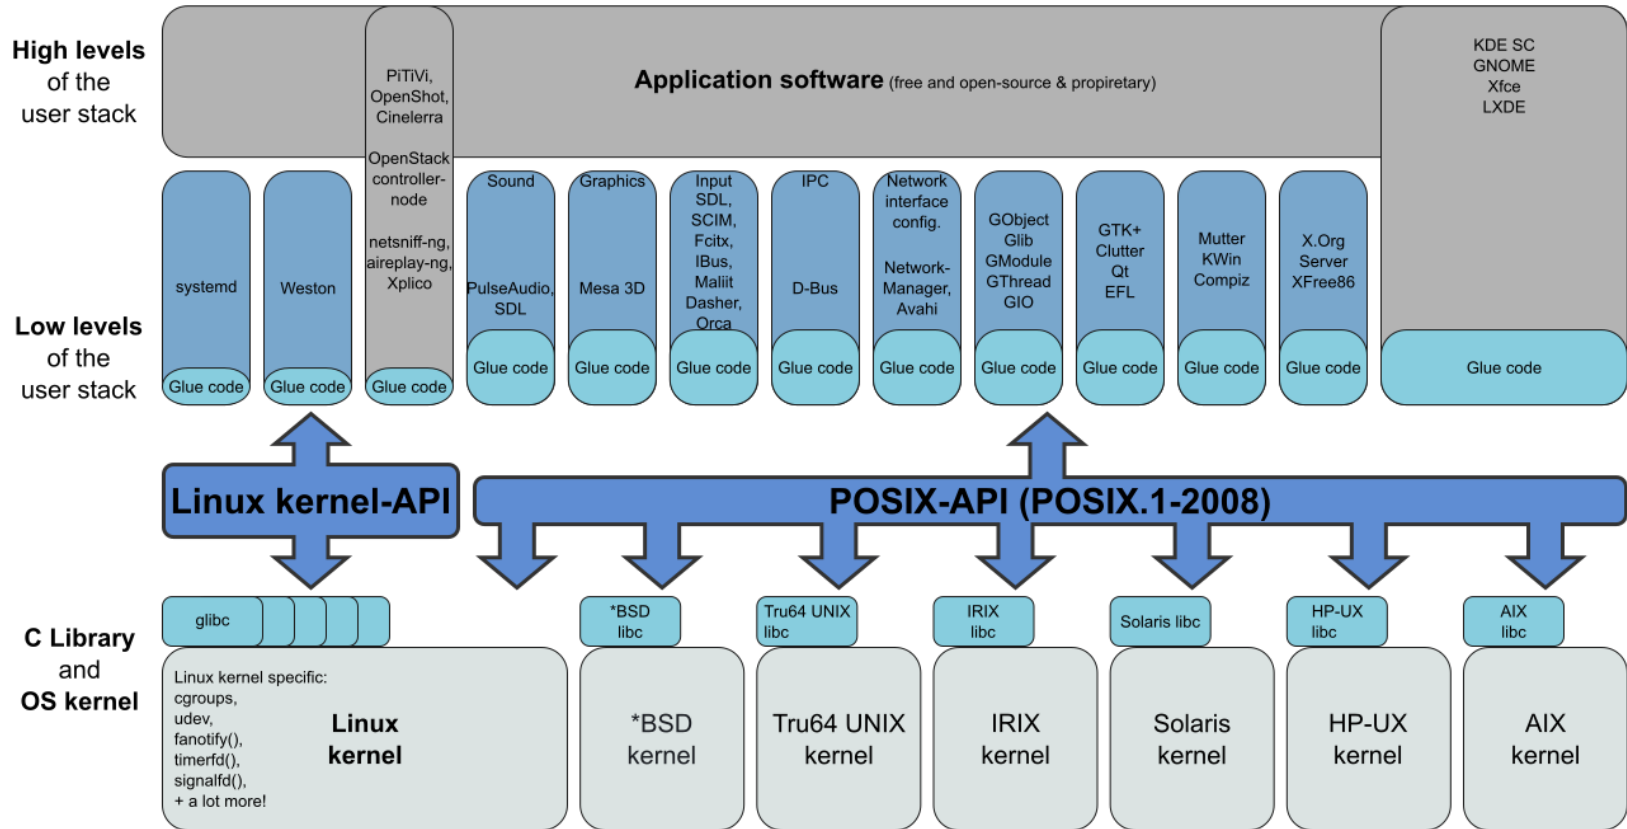 High levels
of the
user stack
Application software (free and open-source & propiretary)
PiTiVi,
OpenShot,
Cinelerra
OpenStack
controller-
node
netsniff-ng,
aireplay-ng,
Xplico
KDE SC
GNOME
Xfce
LXDE
Low levels
of the
user stack
systemd
Weston
Sound
PulseAudio,
SDL
Graphics
Mesa 3D
Input
SDL,
SCIM,
Fcitx,
IBus,
Maliit
Dasher,
Orca
IPC
D-Bus
Network
interface
config.
Network-
Manager,
Avahi
GObject
Glib
GModule
GThread
GIO
GTK+
Clutter
Qt
EFL
Mutter
KWin
Compiz
X.Org
Server
XFree86
Glue code
Glue code
Glue code
Glue code
Glue code
Glue code
Glue code
Glue code
Glue code
Glue code
Glue code
Glue code
Glue code
Linux kernel-API
POSIX-API (POSIX.1-2008)
C Library
and
OS kernel
glibc
*BSD
libc
Tru64 UNIX
libc
IRIX
libc
Solaris libc
HP-UX
libc
AIX
libc
Linux kernel specific:
cgroups,
udev,
fanotify(),
timerfd(),
signalfd(),
+ a lot more!
Linux
kernel
*BSD
kernel
Tru64 UNIX
kernel
IRIX
kernel
Solaris
kernel
HP-UX
kernel
AIX
kernel